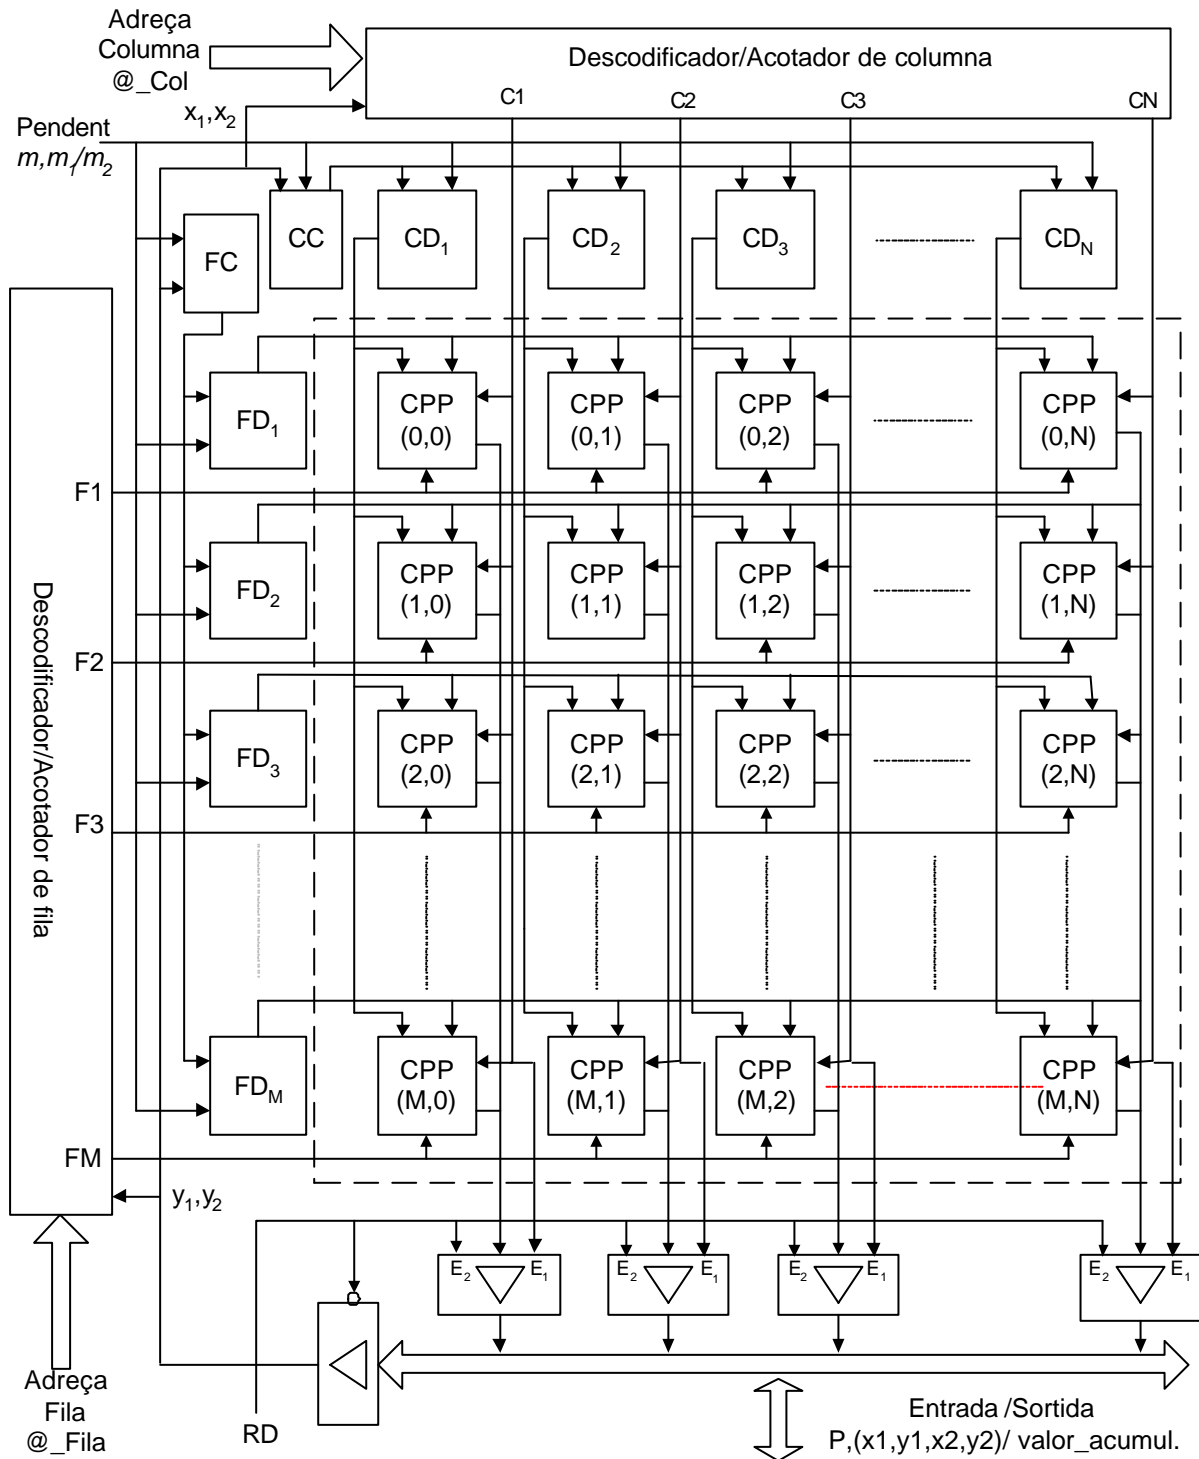 Adreça
Columna
@_Col
Descodificador/Acotador de columna
C1 C2 C3 CN
x1,x2
Pendent
m,m1/m2
CC CD1 CD2 CD3 CDN
FC
FD1 CPP (0,0) CPP (0,1) CPP (0,2) CPP (0,N)
F1
FD2 CPP (1,0) CPP (1,1) CPP (1,2) CPP (1,N)
Descodificador/Acotador de fila
F2
FD3 CPP (2,0) CPP (2,1) CPP (2,2) CPP (2,N)
F3
FDM CPP (M,0) CPP (M,1) CPP (M,2) CPP (M,N)
FM
y1,y2
E2 E1 E2 E1 E2 E1 E2 E1
Adreça
Fila
@_Fila
RD
Entrada /Sortida
P,(x1,y1,x2,y2)/ valor_acumul.